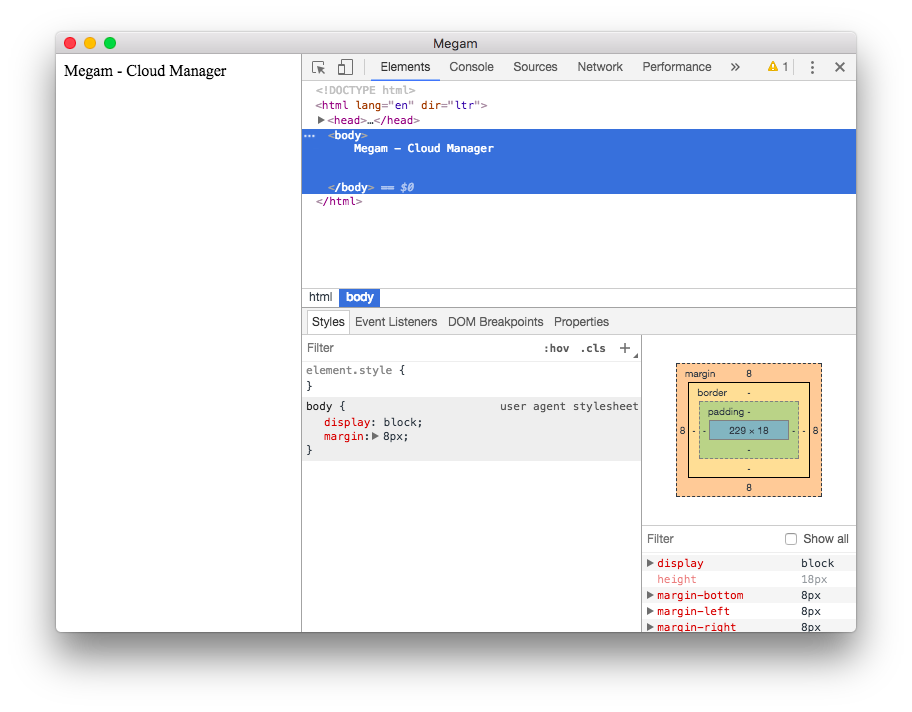 Megam
Megam - Cloud Manager
Elements Console Sources Network Performance » 1
<!DOCTYPE html>
<html lang="en" dir="ltr">
<head>…</head>
<body>
Megam - Cloud Manager
</body> == $0
</html>
html body
Styles Event Listeners DOM Breakpoints Properties
Filter :hov .cls +
element.style {
}
body { user agent stylesheet
display: block;
margin: 8px;
}
margin 8
border -
padding -
8 - - 229 × 18 - - 8
-
-
8
Filter Show all
display block
height 18px
margin-bottom 8px
margin-left 8px
margin-right 8px